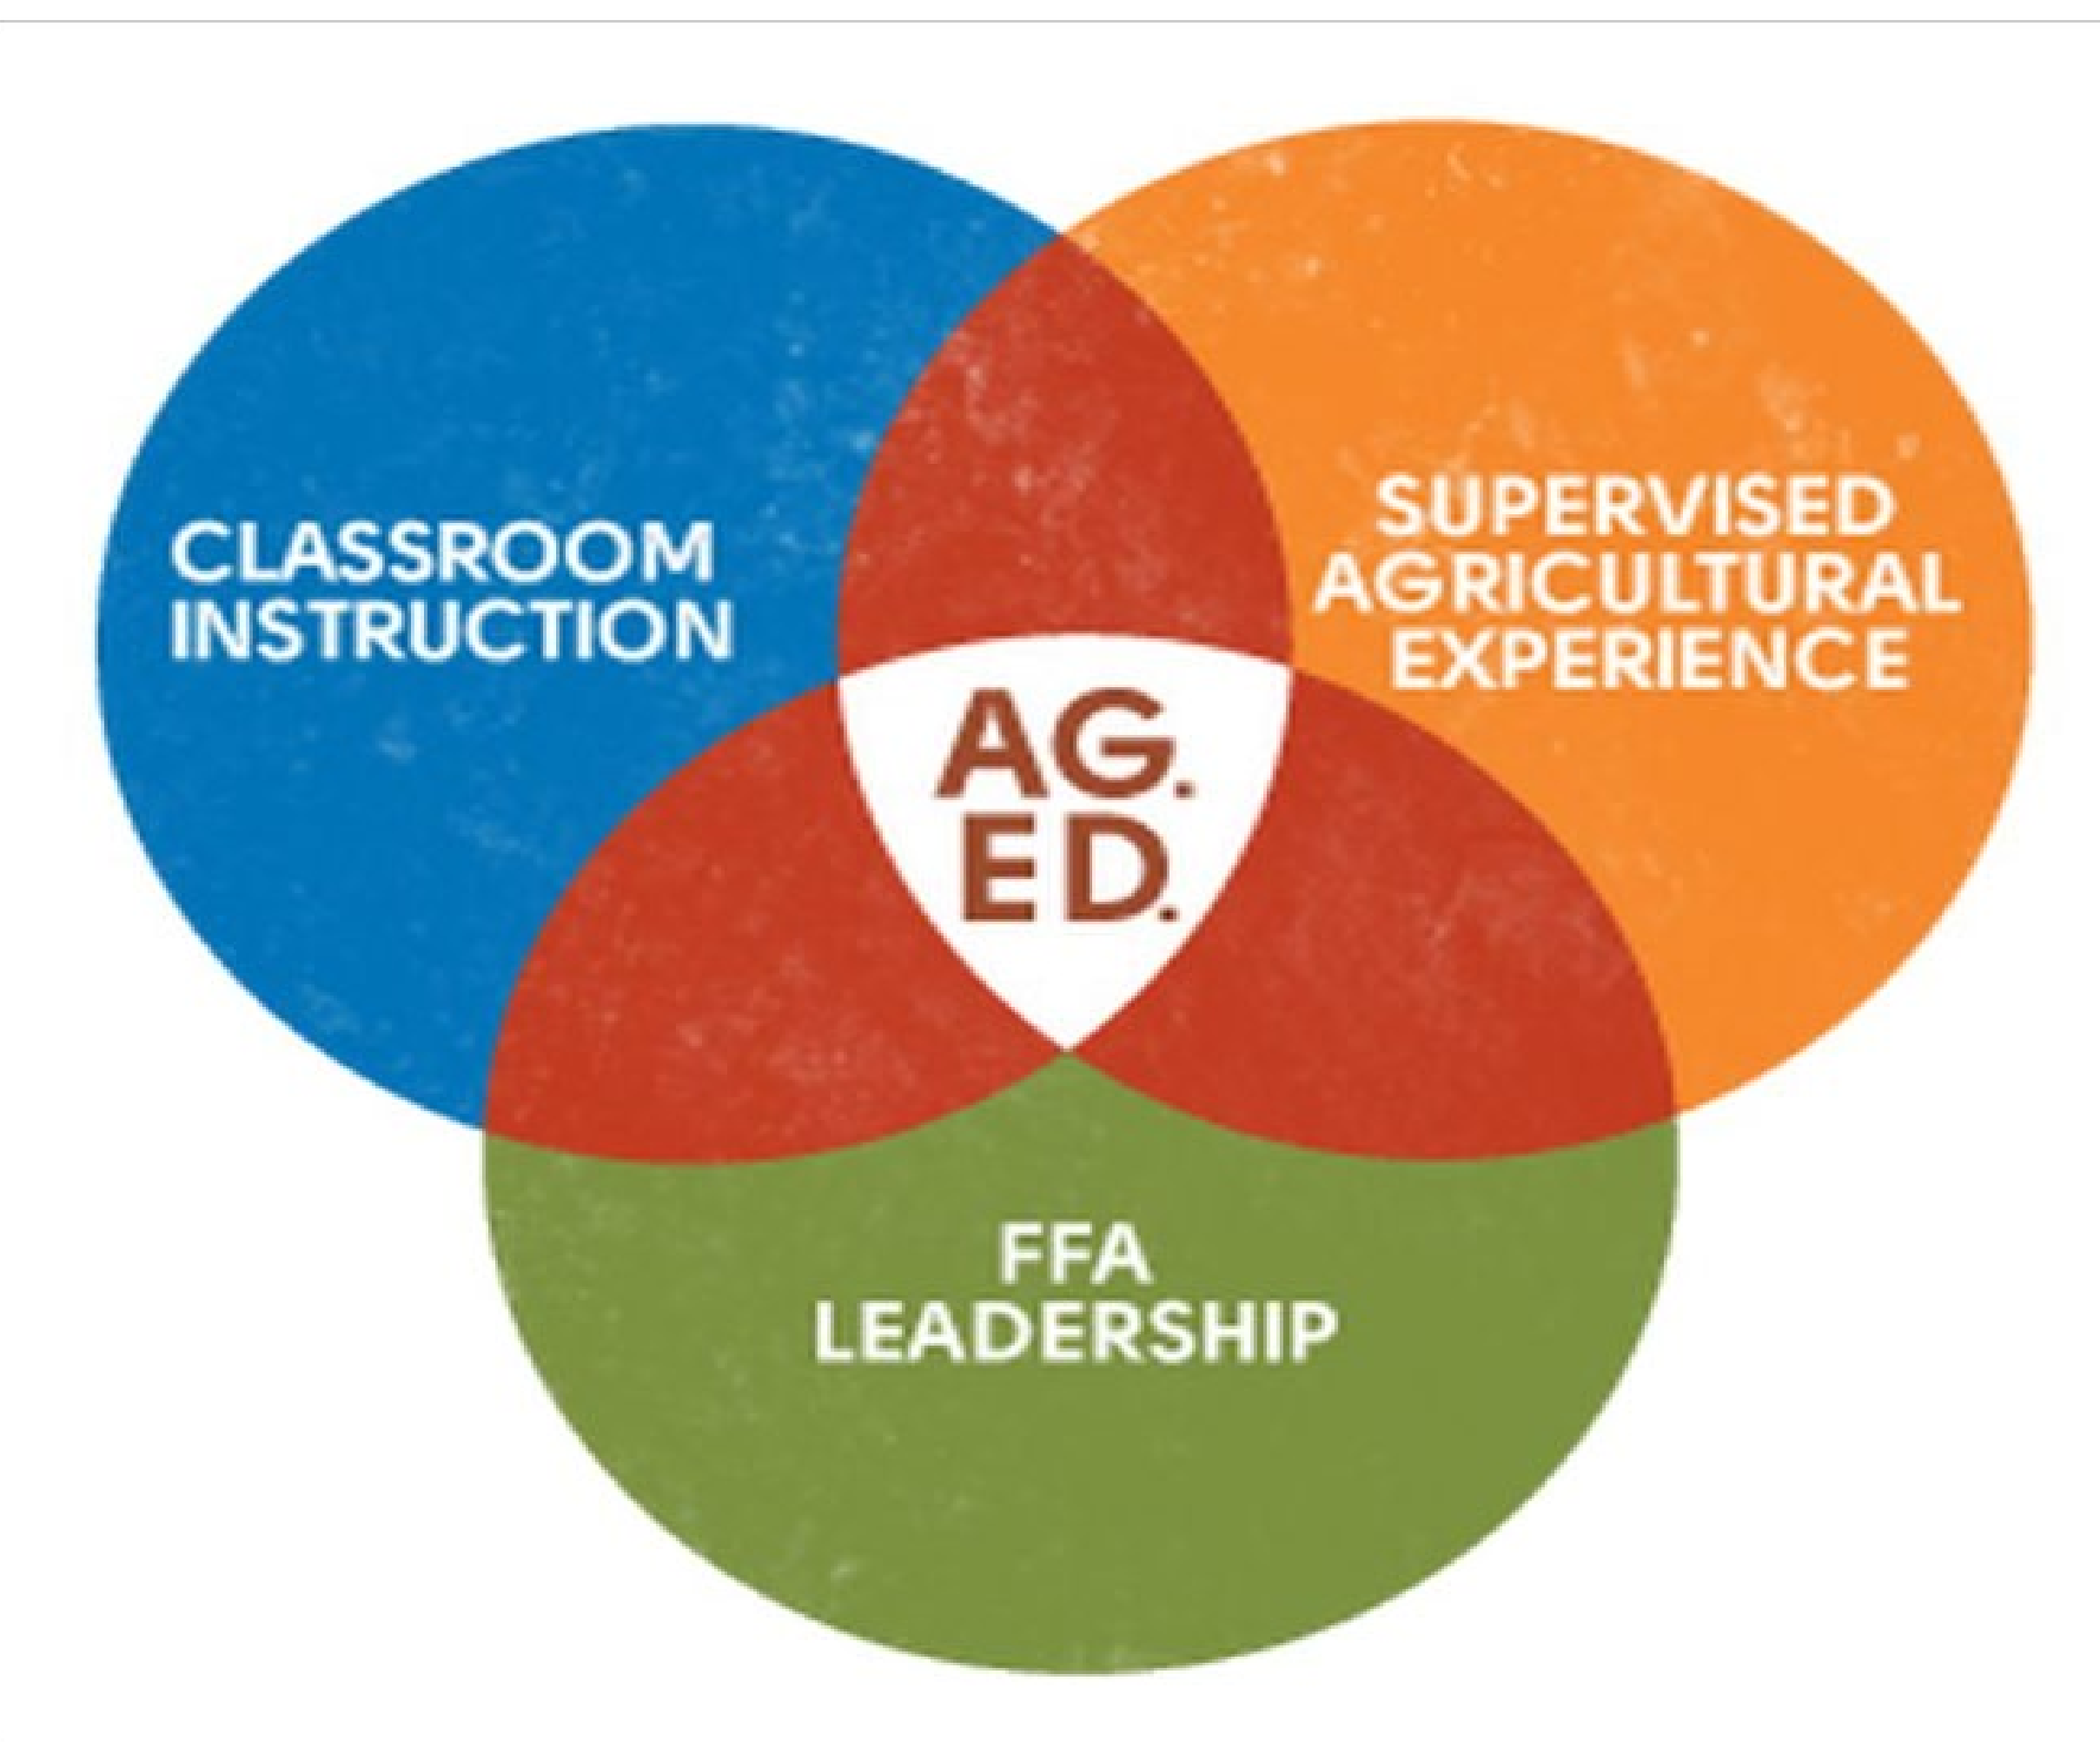 CLASSROOM
INSTRUCTION
SUPERVISED
AGRICULTURAL
EXPERIENCE
AG.
ED.
FFA
LEADERSHIP